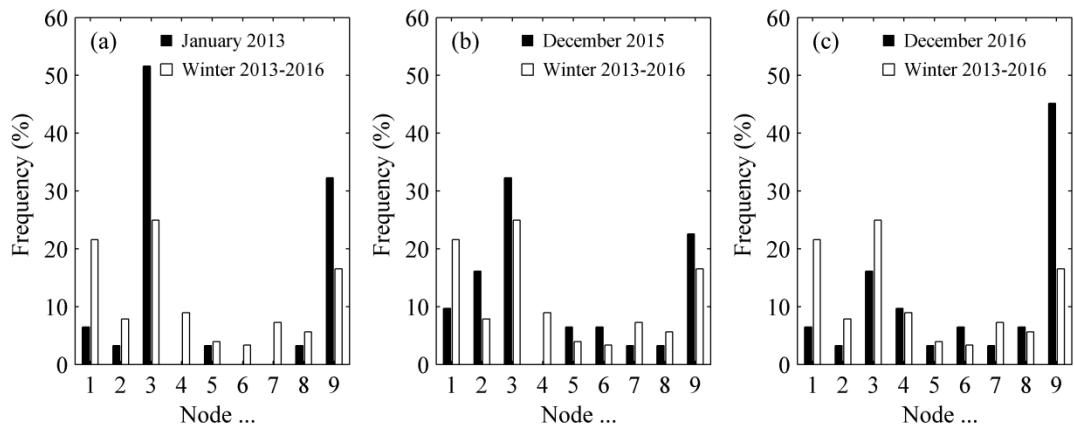 (a)
January 2013
Winter 2013-2016
Frequency (%)
60
50
40
30
20
10
0
1 2 3 4 5 6 7 8 9
Node ...
(b)
December 2015
Winter 2013-2016
Frequency (%)
60
50
40
30
20
10
0
1 2 3 4 5 6 7 8 9
Node ...
(c)
December 2016
Winter 2013-2016
Frequency (%)
60
50
40
30
20
10
0
1 2 3 4 5 6 7 8 9
Node ...